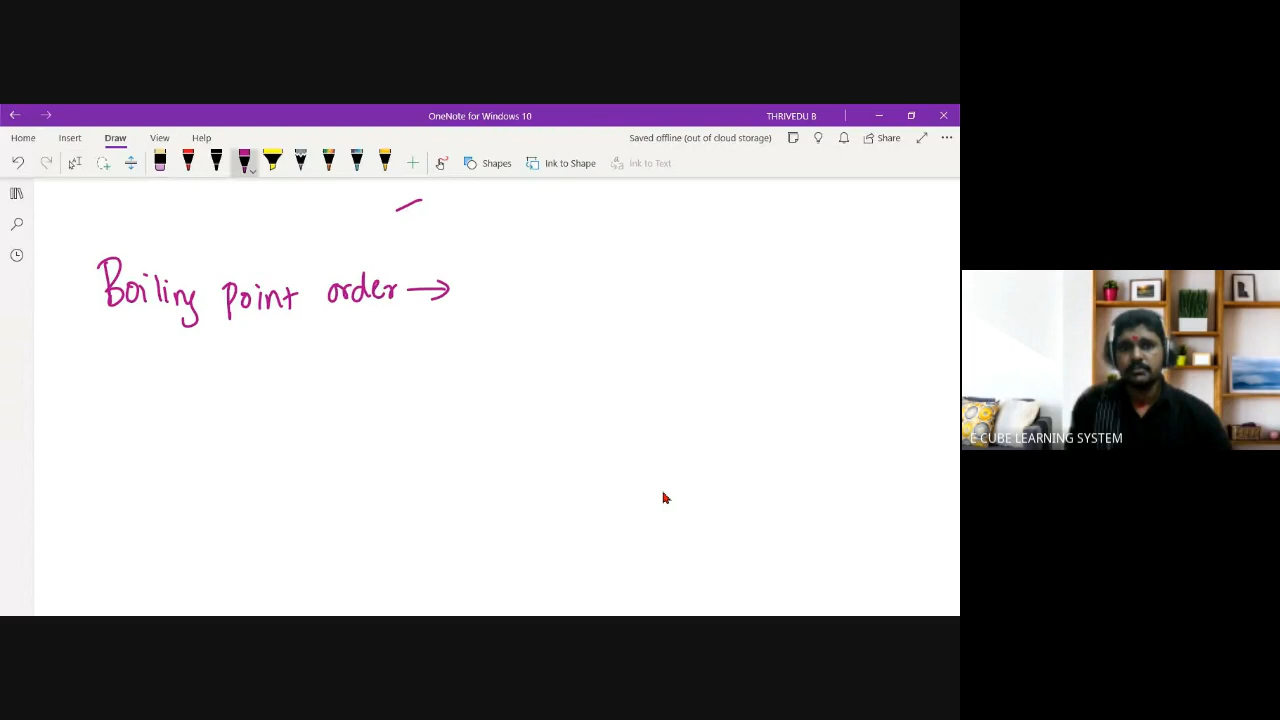 OneNote for Windows 10
THRIVEDU B
Home Insert Draw View Help
Saved offline (out of cloud storage)
Share
Shapes
Ink to Shape
Ink to Text
Boiling point order →
E CUBE LEARNING SYSTEM